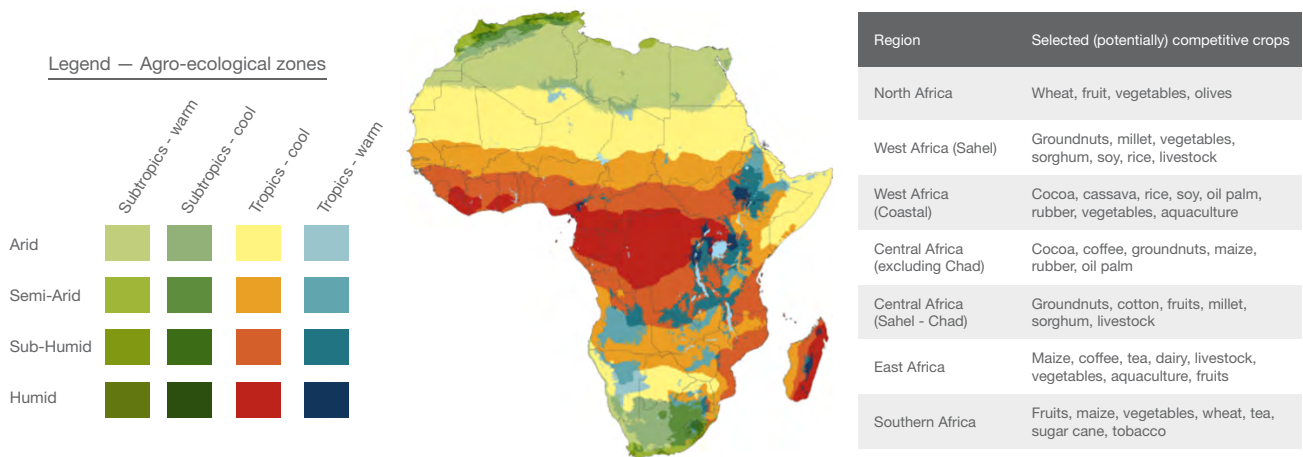 Legend — Agro-ecological zones
Subtropics - warm
Subtropics - cool
Tropics - cool
Tropics - warm
Arid
Semi-Arid
Sub-Humid
Humid
Region Selected (potentially) competitive crops
North Africa Wheat, fruit, vegetables, olives
West Africa (Sahel) Groundnuts, millet, vegetables,
sorghum, soy, rice, livestock
West Africa Cocoa, cassava, rice, soy, oil palm,
(Coastal) rubber, vegetables, aquaculture
Central Africa Cocoa, coffee, groundnuts, maize,
(excluding Chad) rubber, oil palm
Central Africa Groundnuts, cotton, fruits, millet,
(Sahel - Chad) sorghum, livestock
East Africa Maize, coffee, tea, dairy, livestock,
vegetables, aquaculture, fruits
Southern Africa Fruits, maize, vegetables, wheat, tea,
sugar cane, tobacco